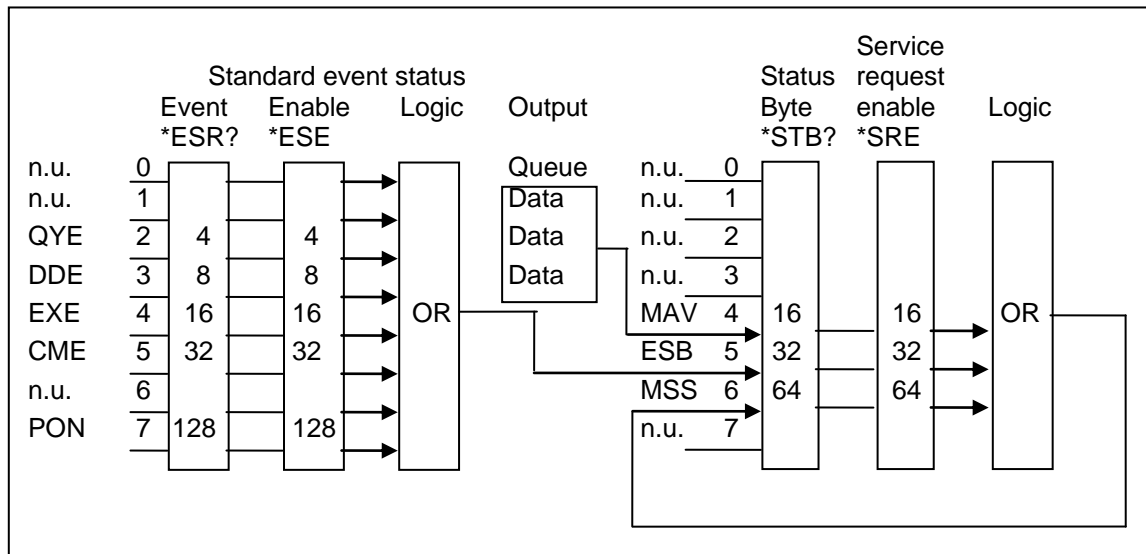 Service
Standard event status Status request
Event Enable Logic Output Byte enable Logic
*ESR? *ESE *STB? *SRE
n.u. 0 Queue n.u. 0
n.u. 1 Data n.u. 1
QYE 2 4 4 Data n.u. 2
DDE 3 8 8 Data n.u. 3
EXE 4 16 16 OR MAV 4 16 16 OR
CME 5 32 32 ESB 5 32 32
n.u. 6 MSS 6 64 64
PON 7 128 128 n.u. 7